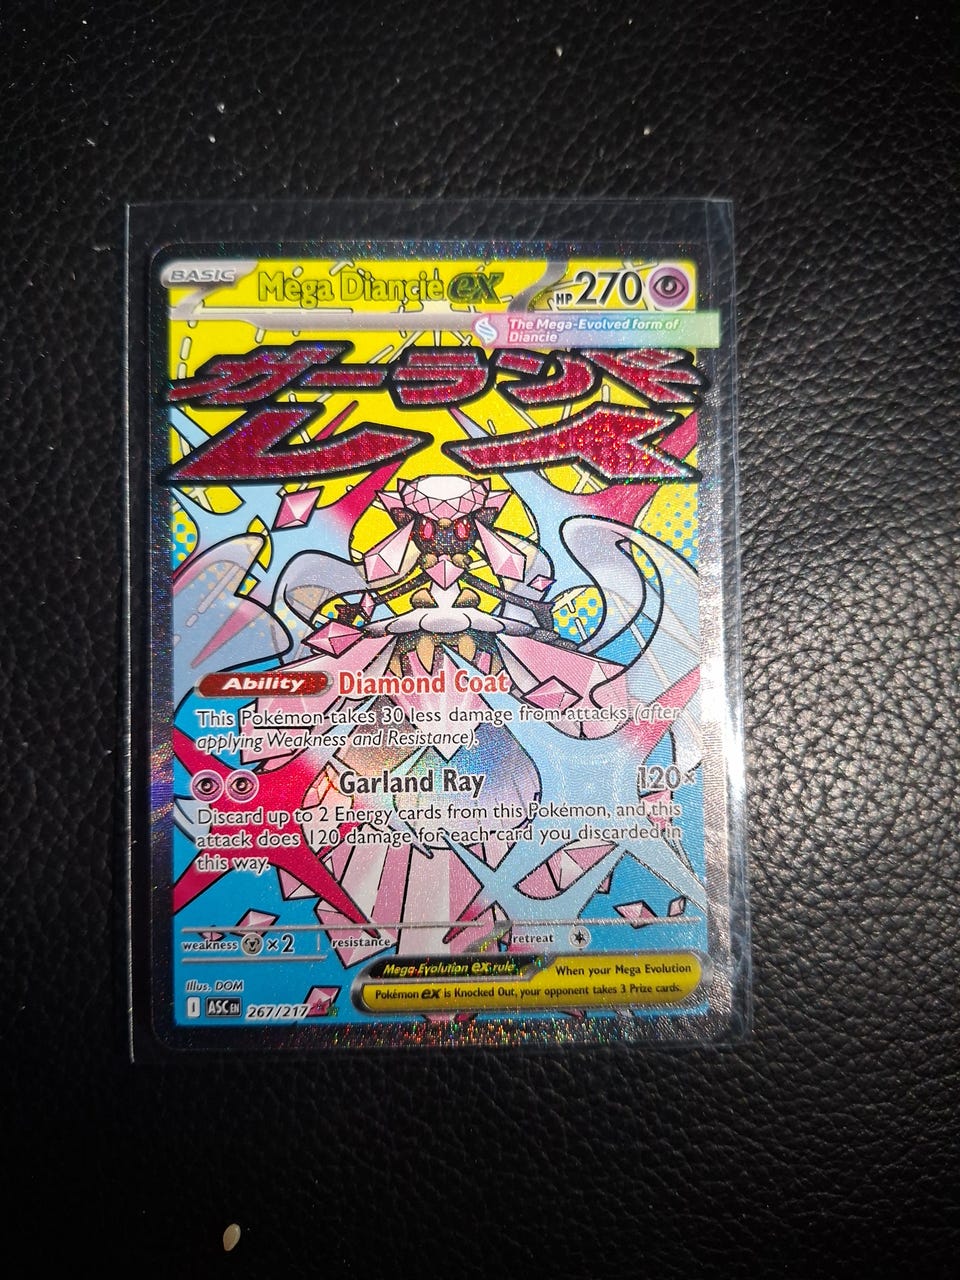 BASIC Mega Diancie ex HP 270
The Mega-Evolved form of
Diancie
ガーランド
レイ
Ability Diamond Coat
This Pokémon takes 30 less damage from attacks (after
applying Weakness and Resistance).
Garland Ray 120×
Discard up to 2 Energy cards from this Pokémon, and this
attack does 120 damage for each card you discarded in
this way.
weakness ×2 resistance retreat
Mega Evolution ex rule When your Mega Evolution
Pokémon ex is Knocked Out, your opponent takes 3 Prize cards.
Illus. DOM
I ASC EN 267/217